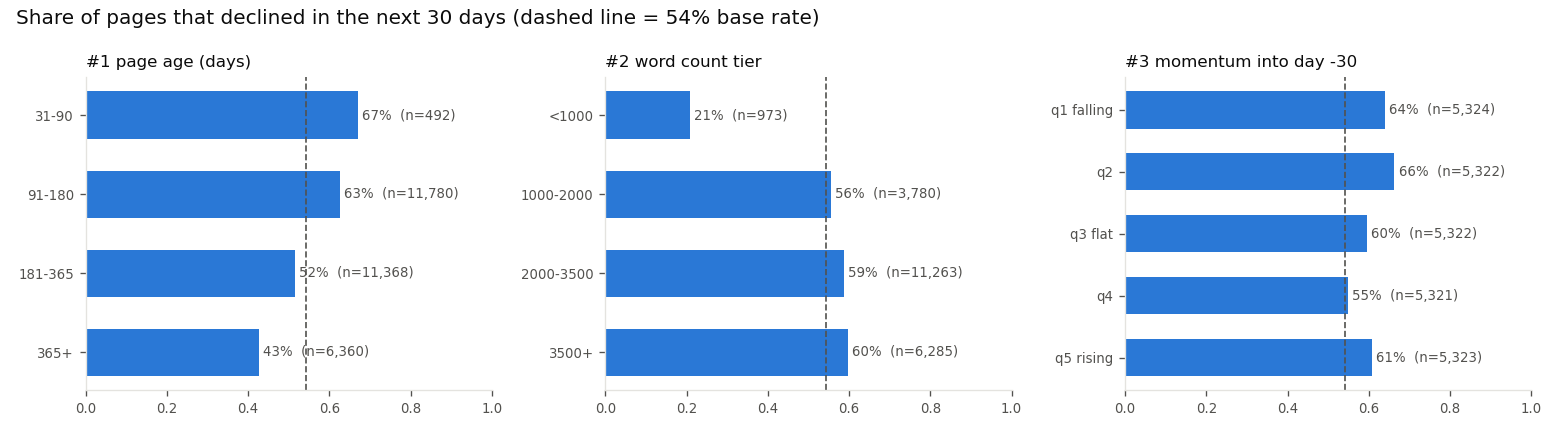 Share of pages that declined in the next 30 days (dashed line = 54% base rate)
#1 page age (days)
31-90
67% (n=492)
91-180
63% (n=11,780)
181-365
52% (n=11,368)
365+
43% (n=6,360)
0.0 0.2 0.4 0.6 0.8 1.0
#2 word count tier
<1000
21% (n=973)
1000-2000
56% (n=3,780)
2000-3500
59% (n=11,263)
3500+
60% (n=6,285)
0.0 0.2 0.4 0.6 0.8 1.0
#3 momentum into day -30
q1 falling
64% (n=5,324)
q2
66% (n=5,322)
q3 flat
60% (n=5,322)
q4
55% (n=5,321)
q5 rising
61% (n=5,323)
0.0 0.2 0.4 0.6 0.8 1.0